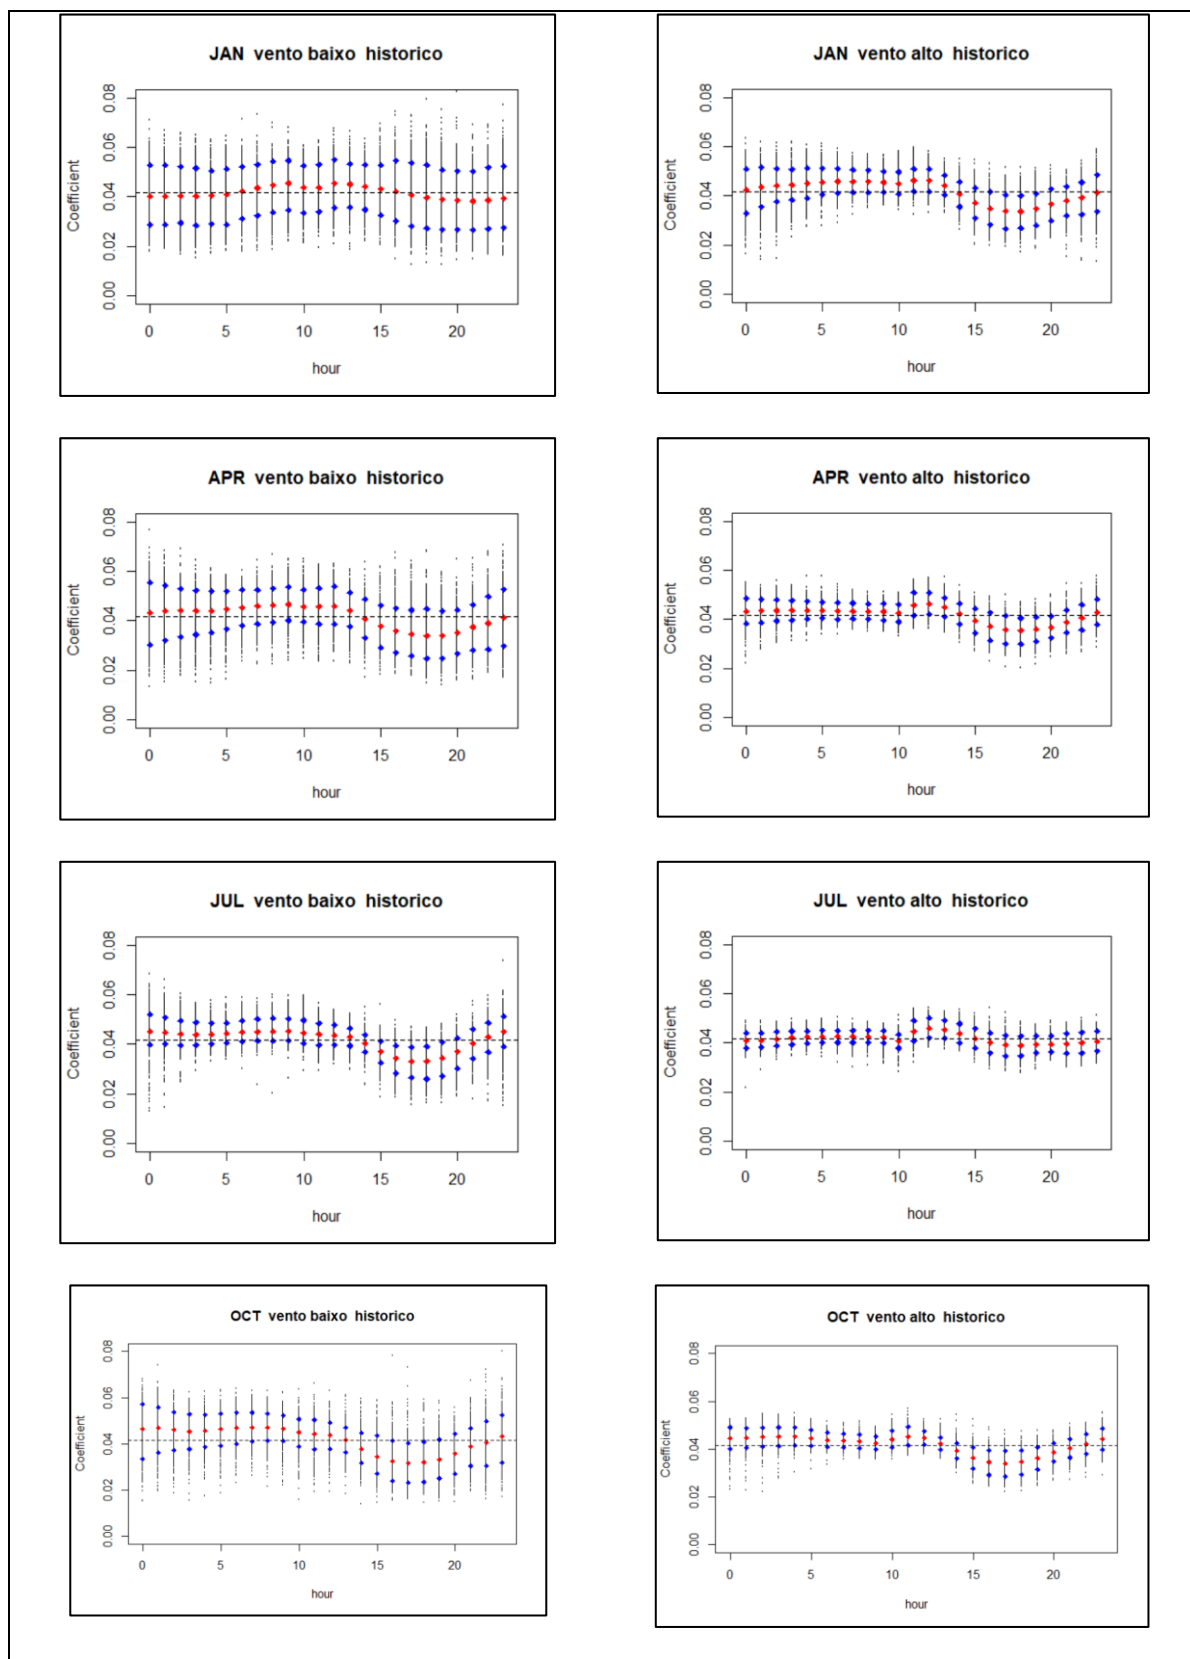 JAN vento baixo historico
Coefficient
0.08
0.06
0.04
0.02
0.00
0 5 10 15 20
hour
JAN vento alto historico
Coefficient
0.08
0.06
0.04
0.02
0.00
0 5 10 15 20
hour
APR vento baixo historico
Coefficient
0.08
0.06
0.04
0.02
0.00
0 5 10 15 20
hour
APR vento alto historico
Coefficient
0.08
0.06
0.04
0.02
0.00
0 5 10 15 20
hour
JUL vento baixo historico
Coefficient
0.08
0.06
0.04
0.02
0.00
0 5 10 15 20
hour
JUL vento alto historico
Coefficient
0.08
0.06
0.04
0.02
0.00
0 5 10 15 20
hour
OCT vento baixo historico
Coefficient
0.08
0.06
0.04
0.02
0.00
0 5 10 15 20
hour
OCT vento alto historico
Coefficient
0.08
0.06
0.04
0.02
0.00
0 5 10 15 20
hour